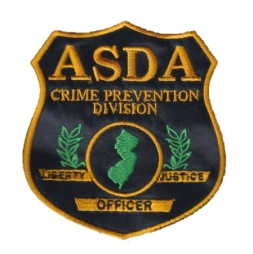 ASDA
CRIME PREVENTION
DIVISION
LIBERTY JUSTICE
OFFICER